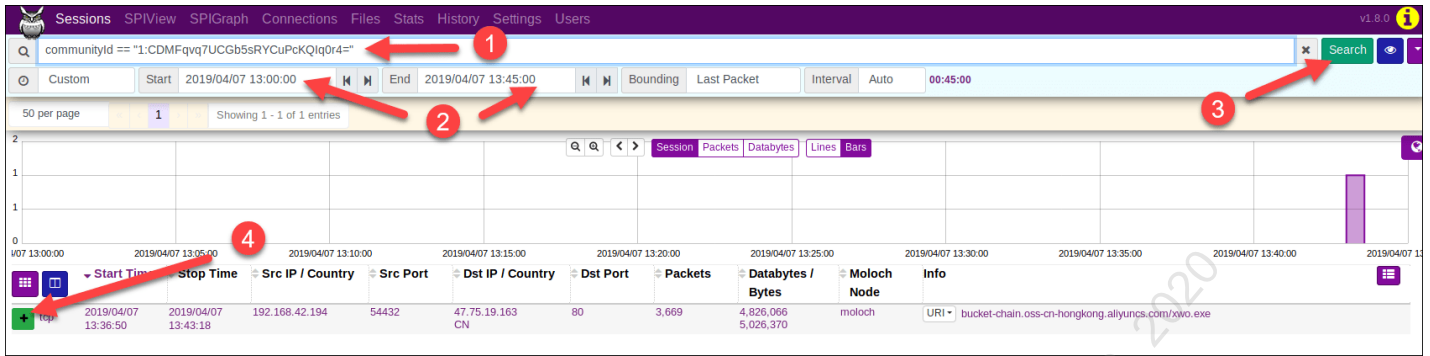 Sessions SPIView SPIGraph Connections Files Stats History Settings Users v1.8.0 i
communityId == "1:CDMFqvq7UCGb5sRYCuPcKQIq0r4=" 1 Search
Custom Start 2019/04/07 13:00:00 End 2019/04/07 13:45:00 Bounding Last Packet Interval Auto 00:45:00
2 3
50 per page 1 Showing 1 - 1 of 1 entries
2 Session Packets Databytes Lines Bars
1
1
0
4
/07 13:00:00 2019/04/07 13:05:00 2019/04/07 13:10:00 2019/04/07 13:15:00 2019/04/07 13:20:00 2019/04/07 13:25:00 2019/04/07 13:30:00 2019/04/07 13:35:00 2019/04/07 13:40:00 2019/04/07 13:
Start Time Stop Time Src IP / Country Src Port Dst IP / Country Dst Port Packets Databytes / Moloch Info
Bytes Node
tcp 2019/04/07 2019/04/07 192.168.42.194 54432 47.75.19.163 80 3,669 4,826,066 moloch URI bucket-chain.oss-cn-hongkong.aliyuncs.com/xwo.exe
13:36:50 13:43:18 CN 5,026,370
2020